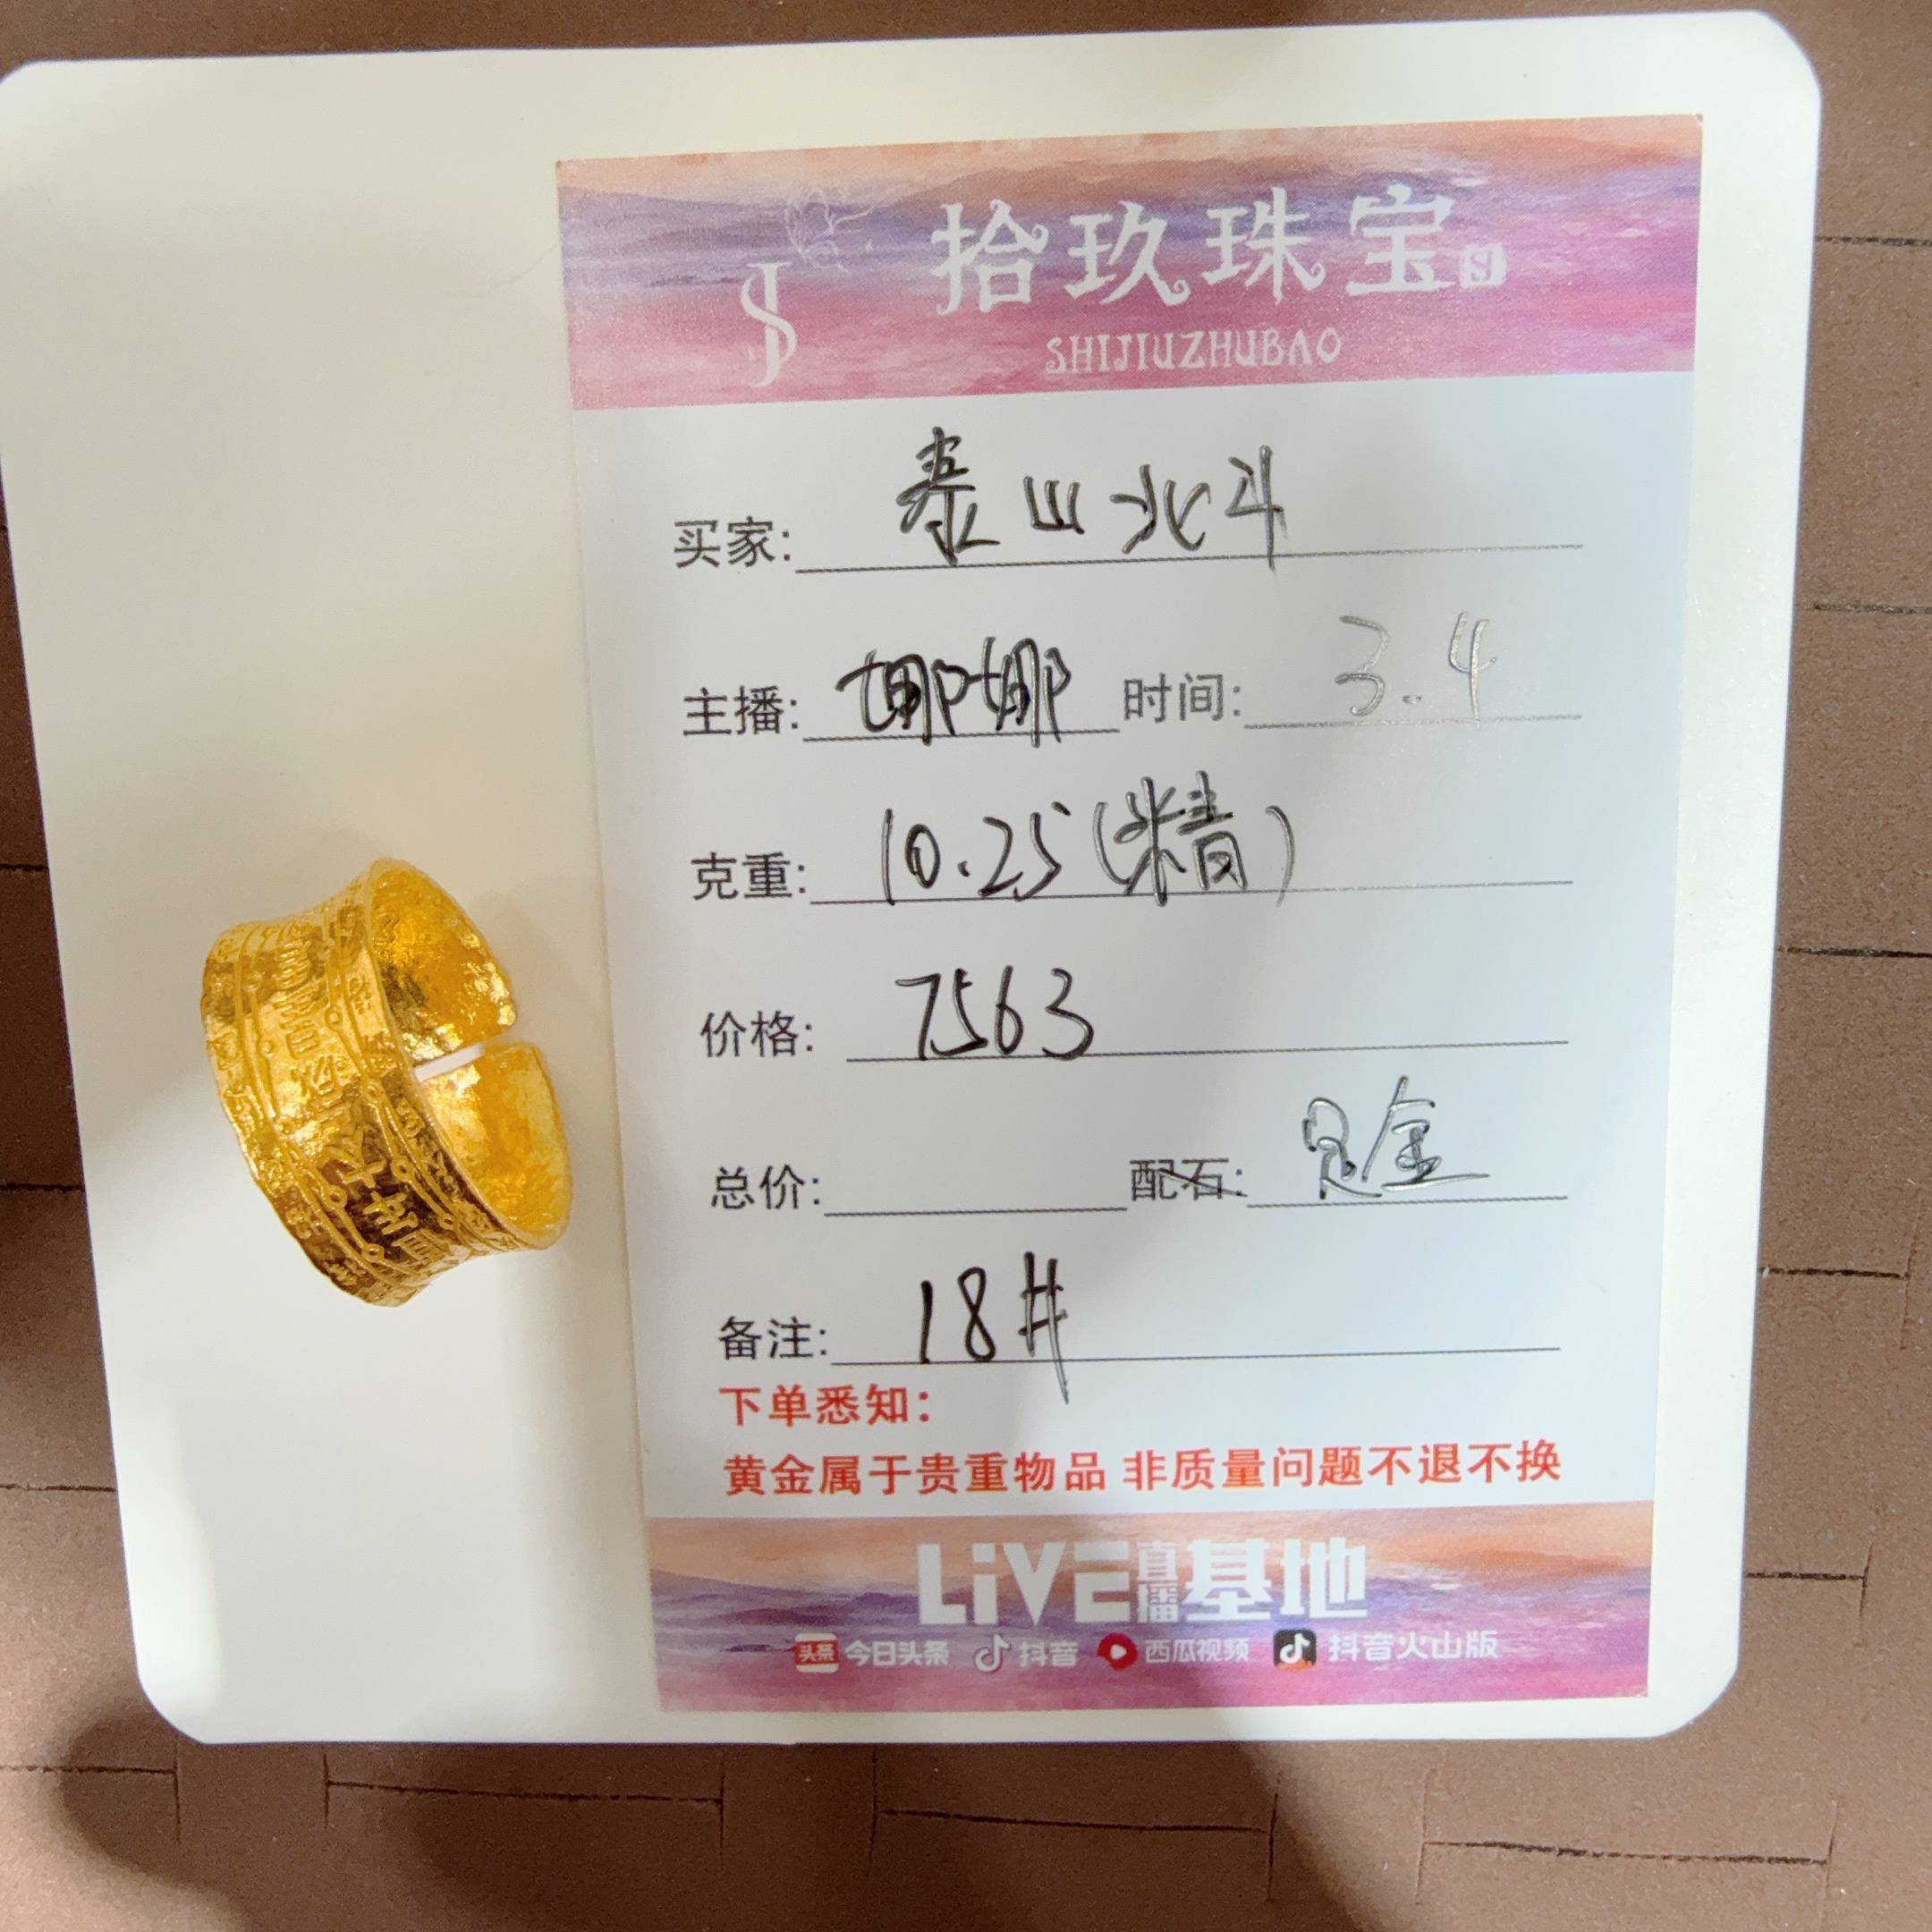 拾玖珠宝 SJ
SHIJIUZHUBAO
买家: 泰山北斗
主播: 娜娜 时间: 3.4
克重: 10.25(精)
价格: 7563
总价: 配石: 足金
备注: 18#
下单悉知：
黄金属于贵重物品 非质量问题不退不换
LiVE直播基地
头条 今日头条 抖音 西瓜视频 抖音火山版